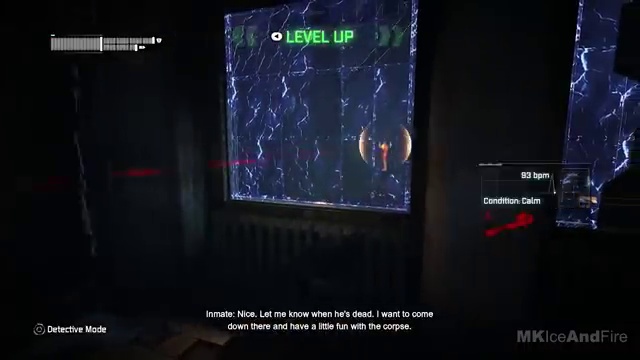 LEVEL UP
93 bpm
Condition: Calm
Inmate: Nice. Let me know when he's dead. I want to come
down there and have a little fun with the corpse.
Detective Mode
MKIceAndFire